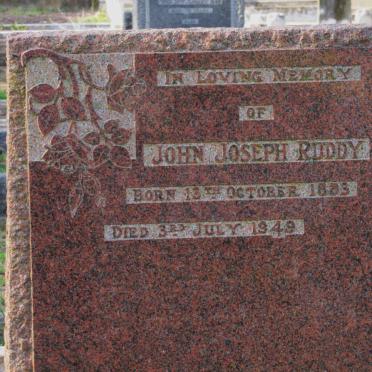 IN LOVING MEMORY
OF
JOHN JOSEPH RUDDY
BORN 13TH OCTOBER 1883
DIED 3RD JULY 1949